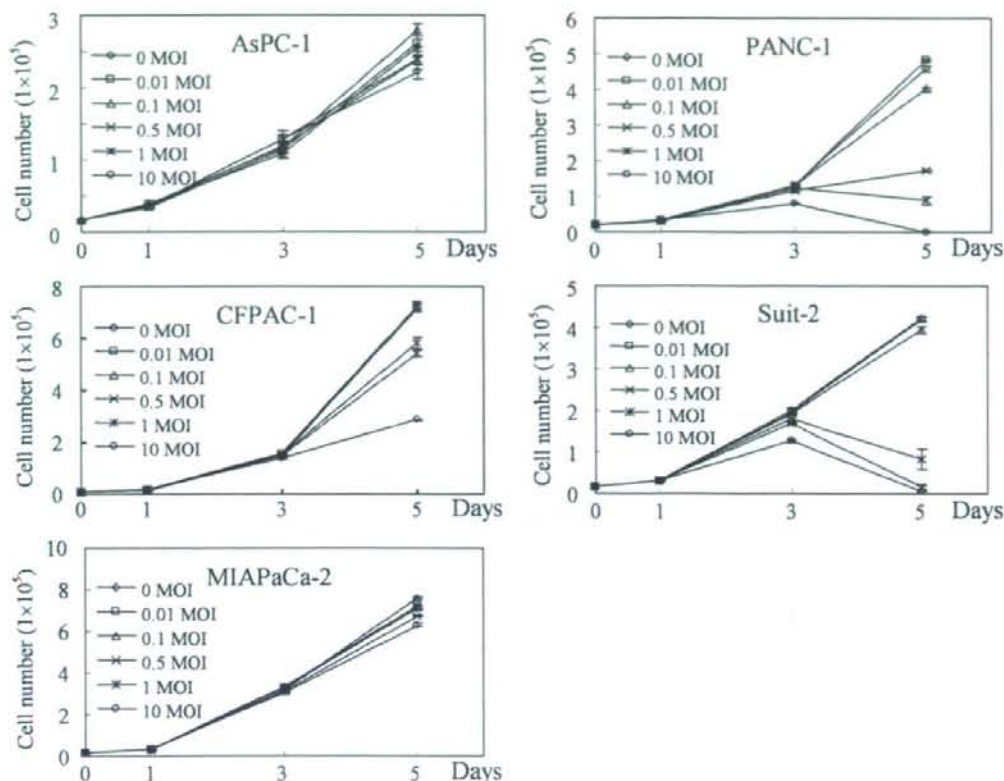 AsPC-1
Cell number (1×10⁵)
3
2
1
0
0 MOI
0.01 MOI
0.1 MOI
0.5 MOI
1 MOI
10 MOI
0 1 3 5 Days
PANC-1
Cell number (1×10⁵)
6
5
4
3
2
1
0
0 MOI
0.01 MOI
0.1 MOI
0.5 MOI
1 MOI
10 MOI
0 1 3 5 Days
CFPAC-1
Cell number (1×10⁵)
8
6
4
2
0
0 MOI
0.01 MOI
0.1 MOI
0.5 MOI
1 MOI
10 MOI
0 1 3 5 Days
Suit-2
Cell number (1×10⁵)
5
4
3
2
1
0
0 MOI
0.01 MOI
0.1 MOI
0.5 MOI
1 MOI
10 MOI
0 1 3 5 Days
MIAPaCa-2
Cell number (1×10⁵)
10
8
6
4
2
0
0 MOI
0.01 MOI
0.1 MOI
0.5 MOI
1 MOI
10 MOI
0 1 3 5 Days